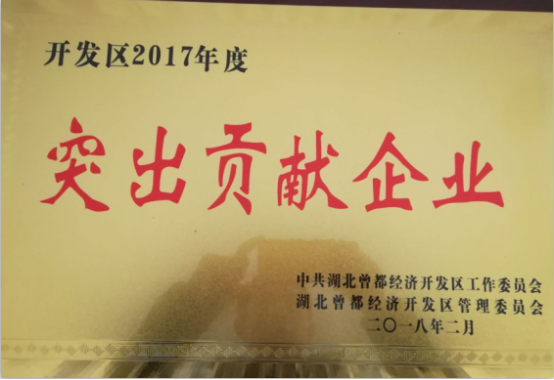 开发区2017年度
突出贡献企业
中共湖北曾都经济开发区工作委员会
湖北曾都经济开发区管理委员会
二〇一八年二月